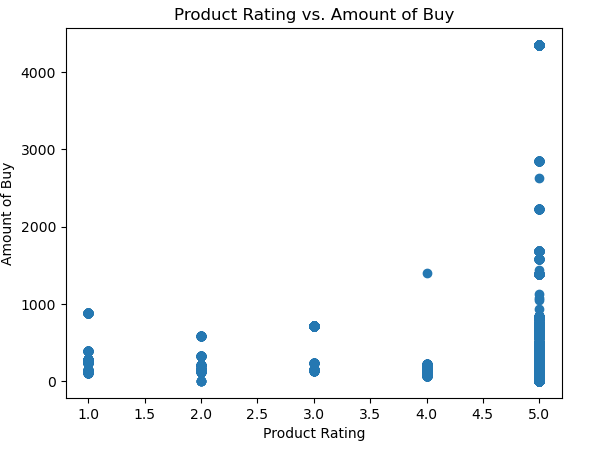 Product Rating vs. Amount of Buy
Amount of Buy
4000
3000
2000
1000
0
1.0 1.5 2.0 2.5 3.0 3.5 4.0 4.5 5.0
Product Rating